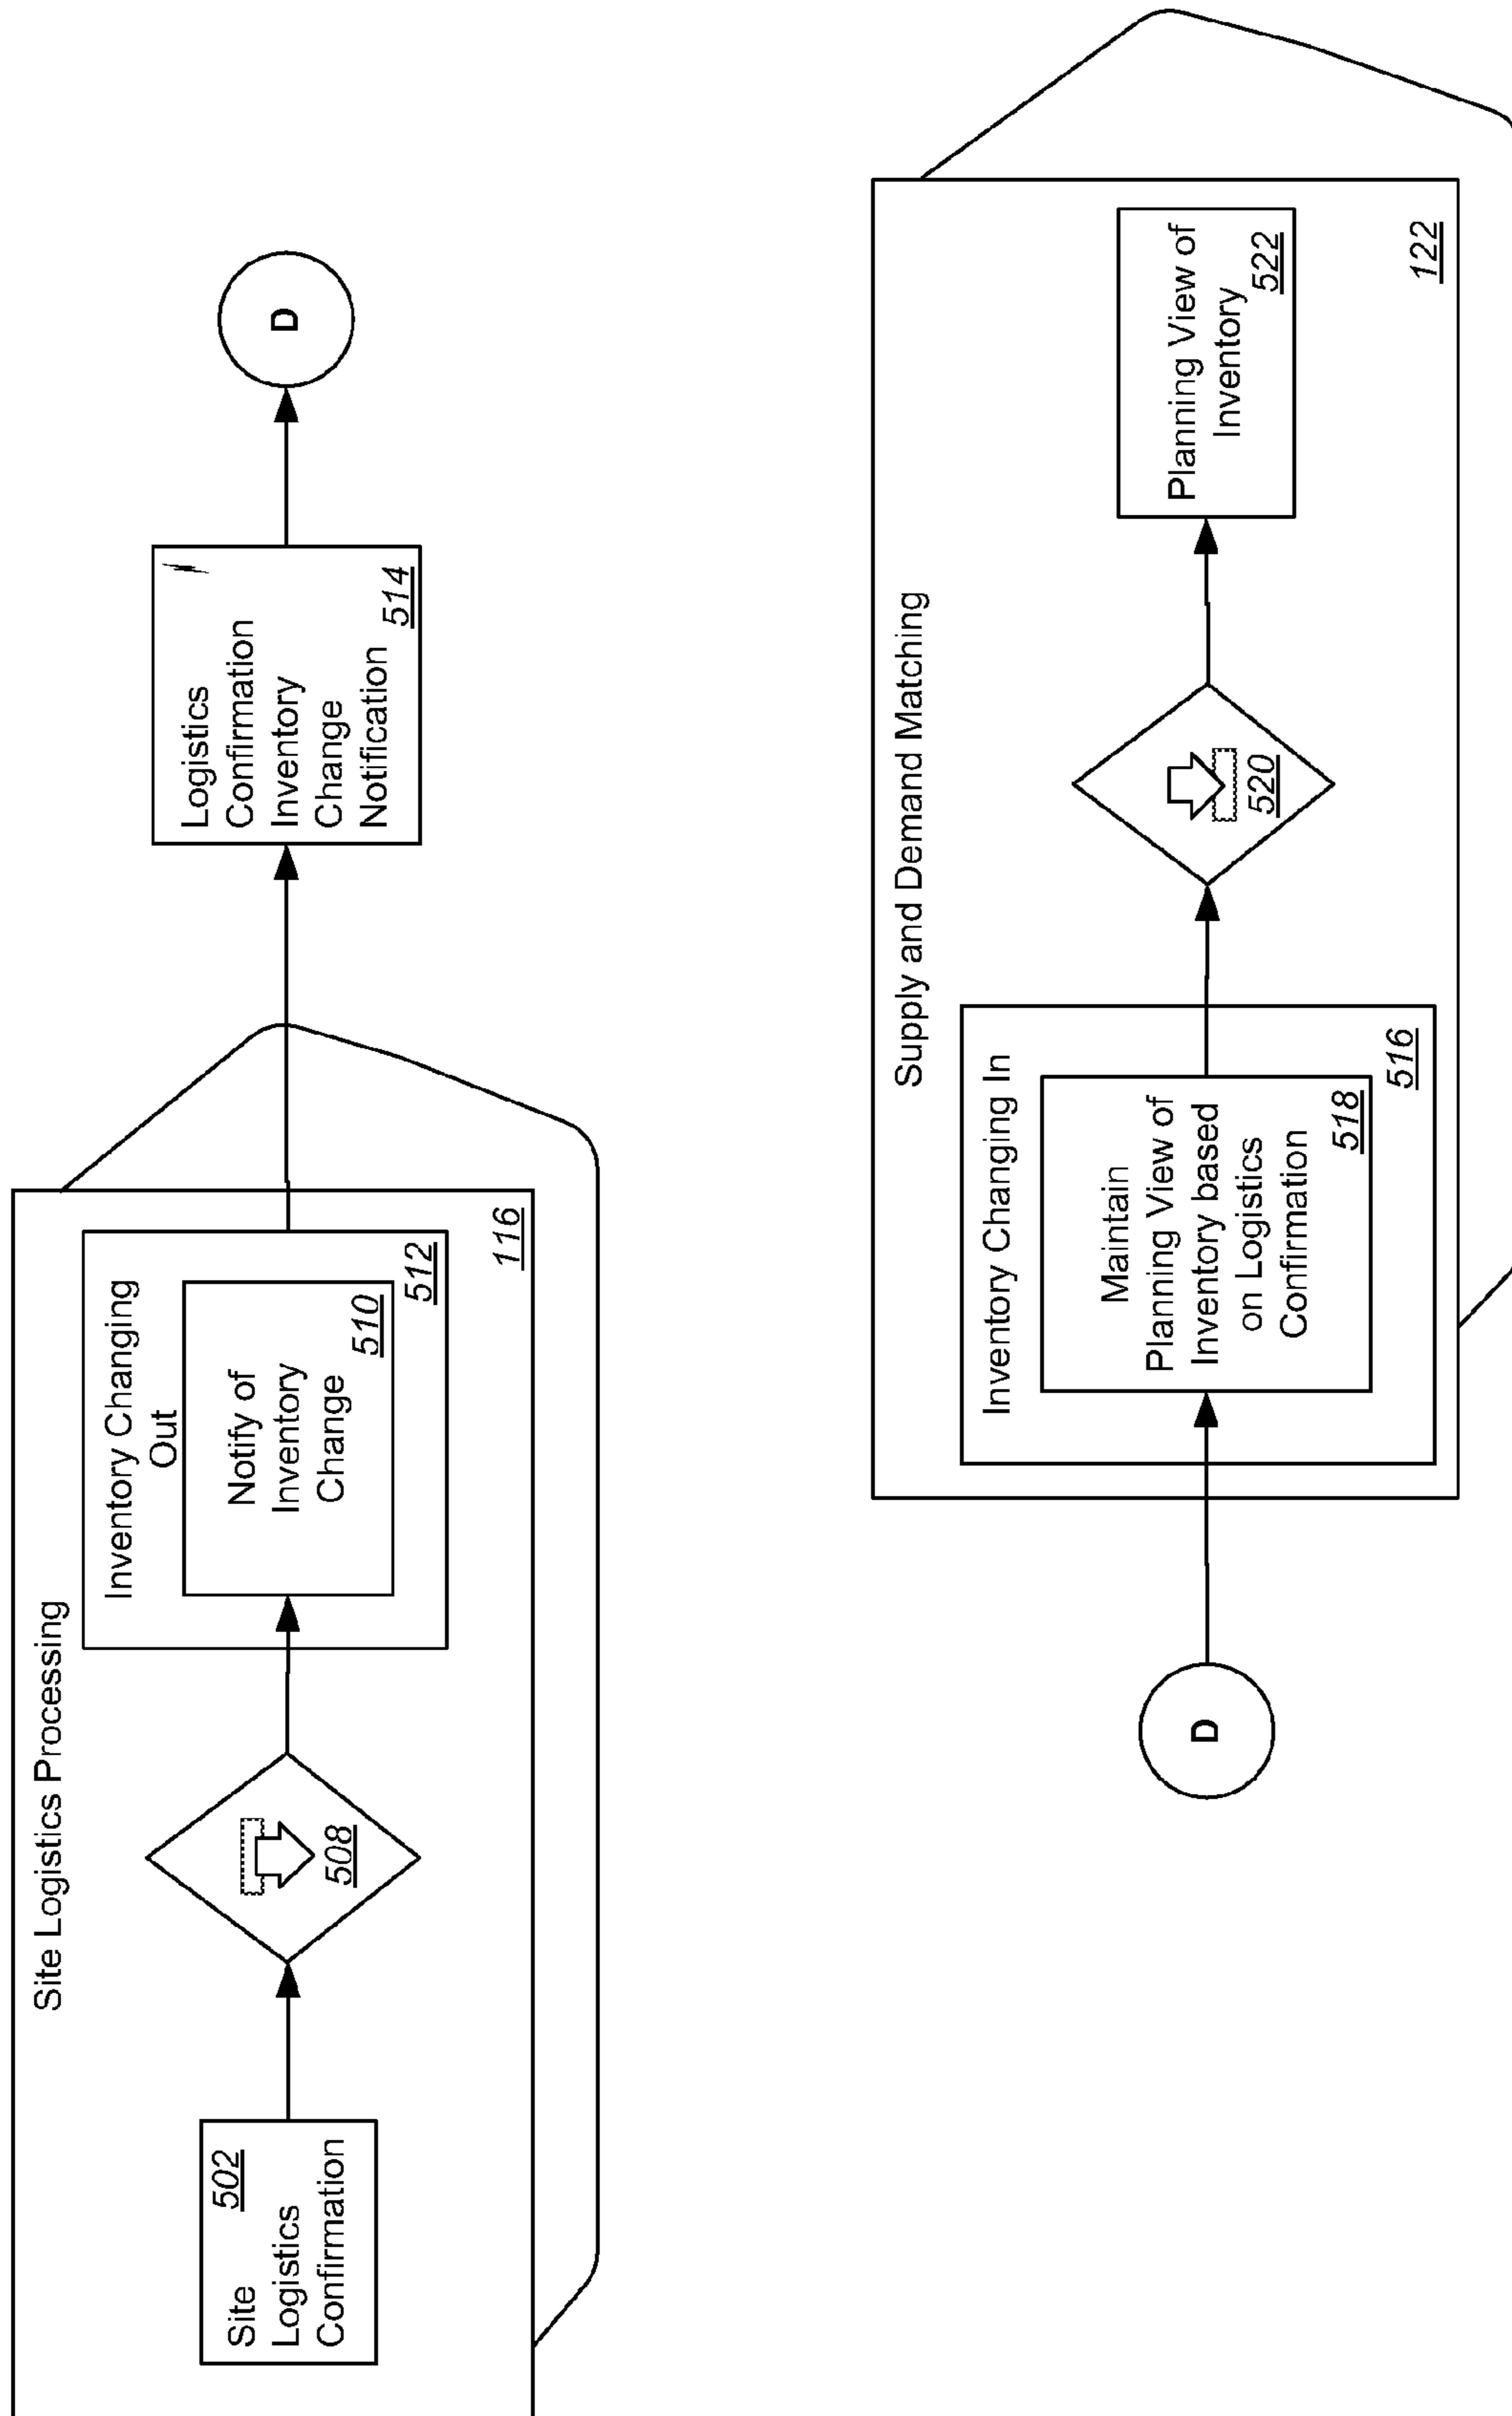 Site Logistics Processing
502
Site
Logistics
Confirmation
508
Inventory Changing
Out
Notify of
Inventory
Change
510
512
116
Logistics
Confirmation
Inventory
Change
Notification
514
D
D
Supply and Demand Matching
Inventory Changing In
Maintain
Planning View of
Inventory based
on Logistics
Confirmation
518
516
520
Planning View of
Inventory
522
122